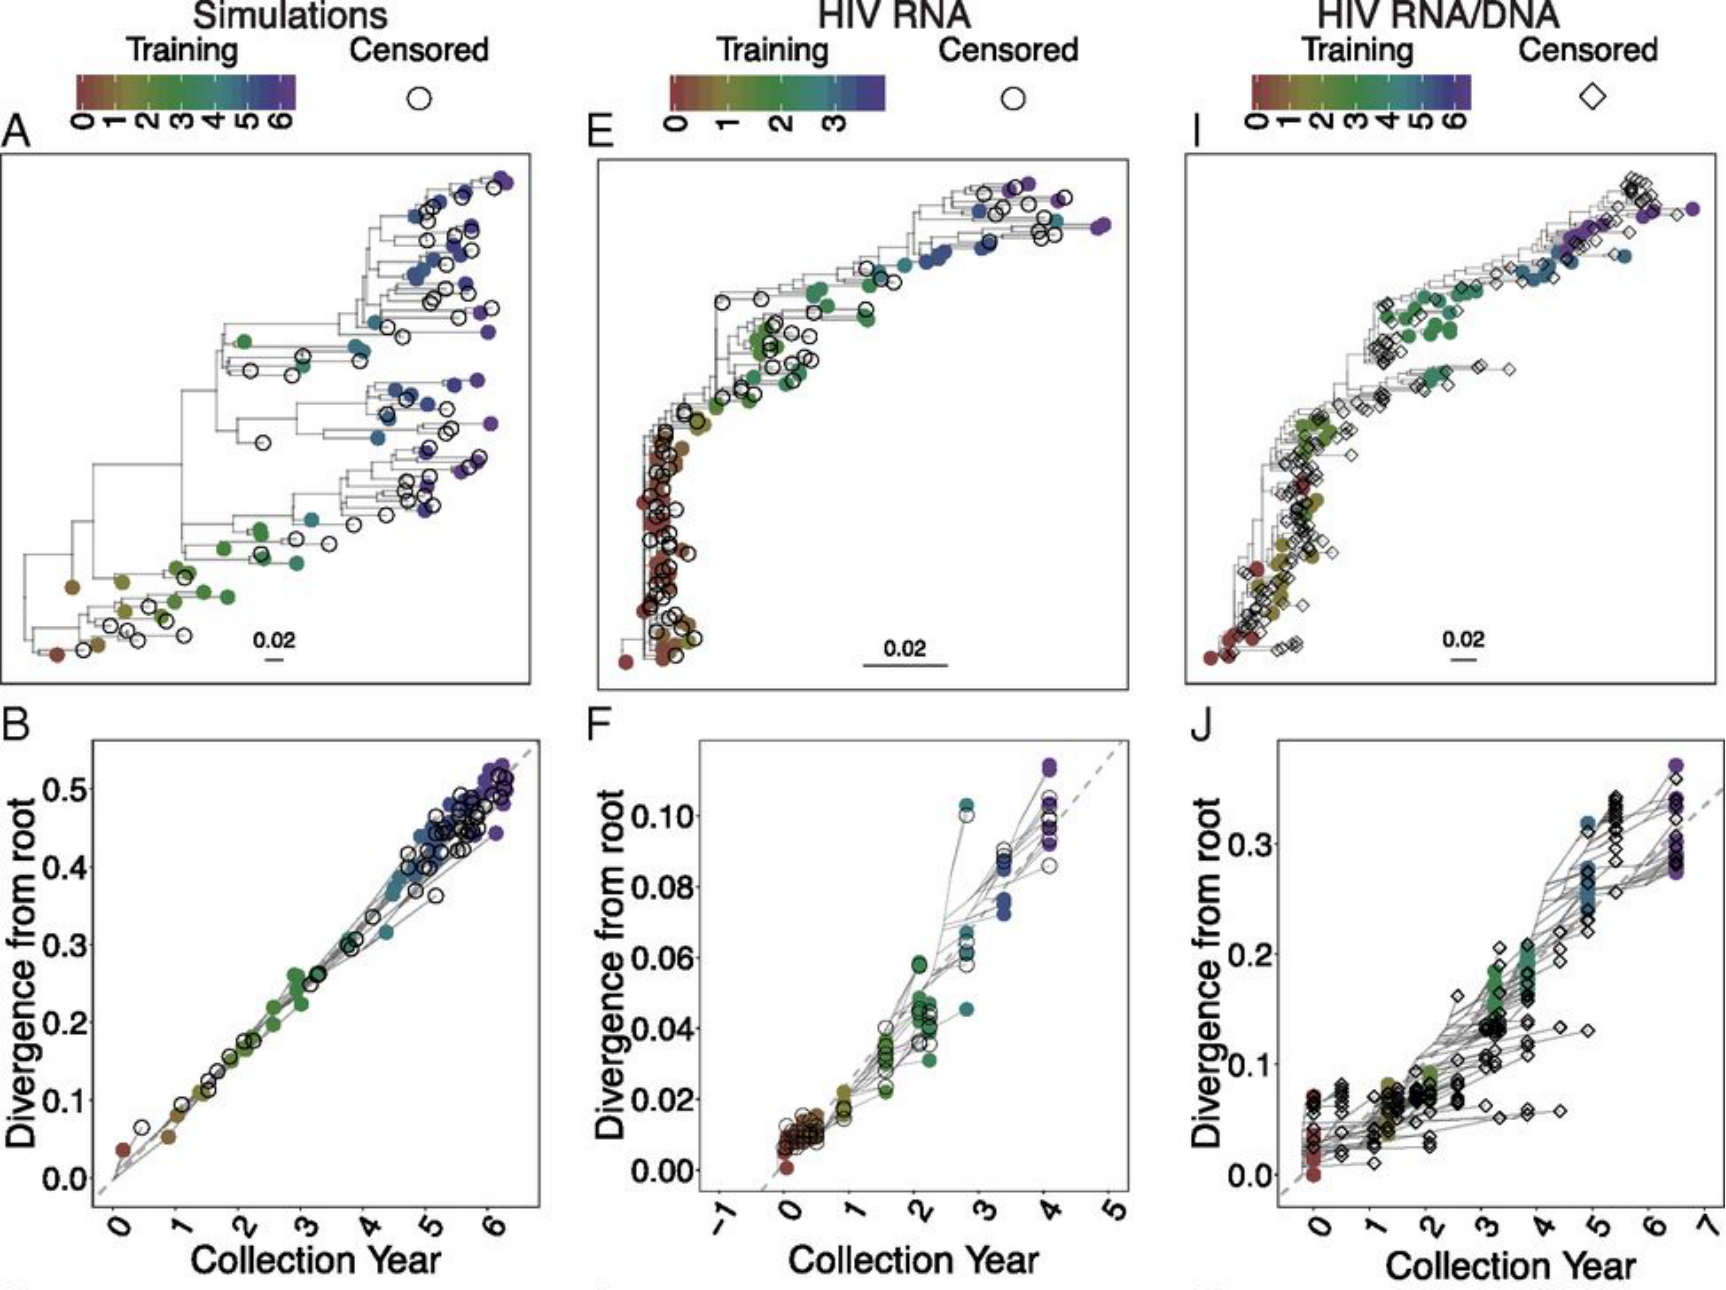 Simulations
Training Censored
0 1 2 3 4 5 6
A
0.02
HIV RNA
Training Censored
0 1 2 3
E
0.02
HIV RNA/DNA
Training Censored
0 1 2 3 4 5 6
I
0.02
B
Divergence from root
0.5
0.4
0.3
0.2
0.1
0.0
0 1 2 3 4 5 6
Collection Year
F
Divergence from root
0.10
0.08
0.06
0.04
0.02
0.00
−1 0 1 2 3 4 5
Collection Year
J
Divergence from root
0.3
0.2
0.1
0.0
0 1 2 3 4 5 6 7
Collection Year